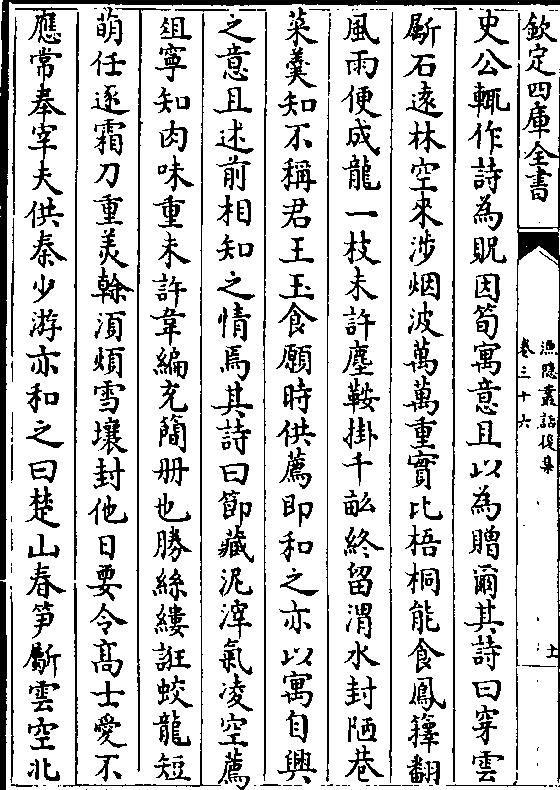 欽定四庫全書
漁隱叢話後集
卷三十六
十
史公輒作詩為貺因筍寓意且以為贈爾其詩曰穿雲
斸石遠林空來涉烟波萬萬重實比梧桐能食鳳籜翻
風雨便成龍一枝未許塵鞍掛千畝終留渭水封陋巷
菜羮知不稱君王玉食願時供薦即和之亦以寓自興
之意且述前相知之情焉其詩曰節藏泥滓氣凌空薦
俎寧知肉味重未許韋編充簡册也勝絲縷誑蛟龍短
萌任逐霜刀重美榦湏煩雪壤封他日要令髙士愛不
應常奉宰夫供秦少游亦和之曰楚山春笋斸雲空北